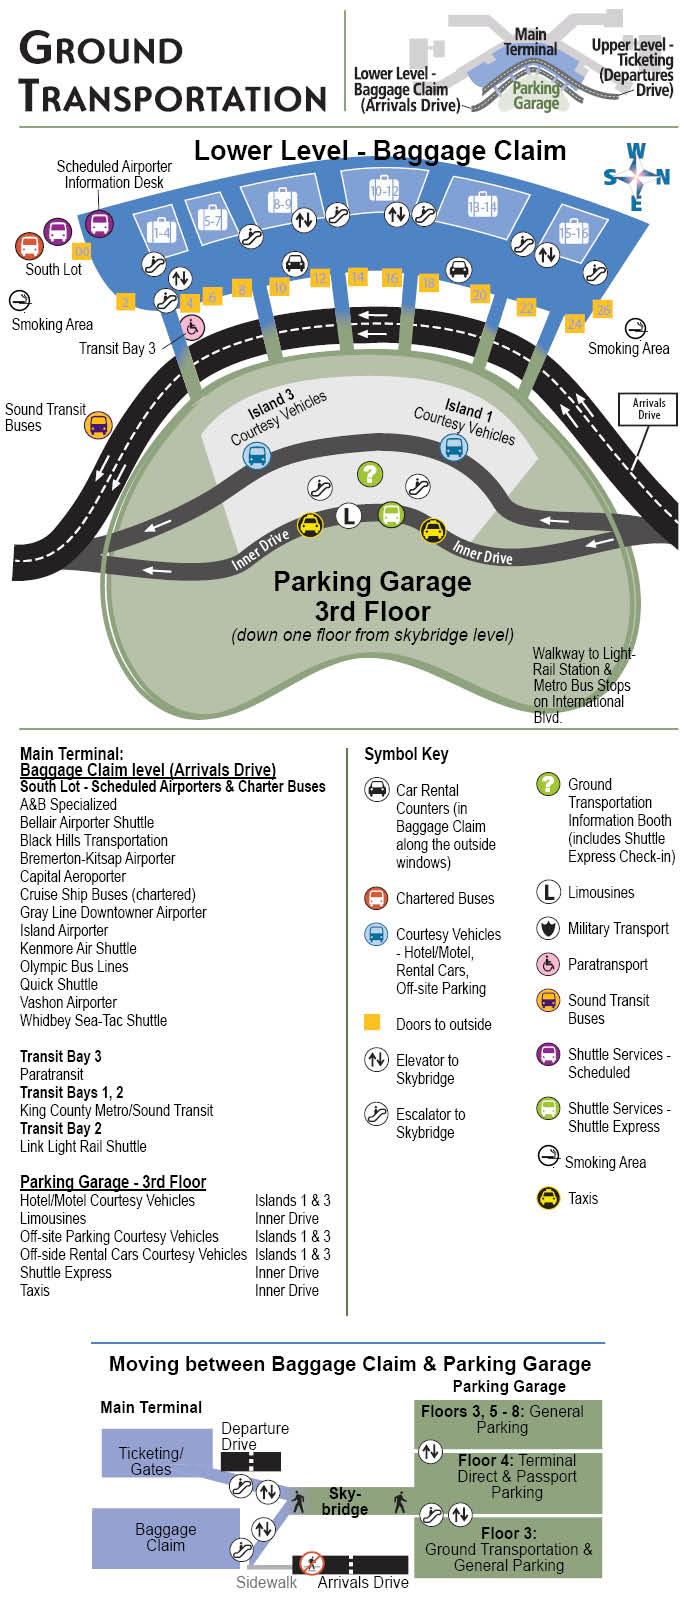 GROUND
TRANSPORTATION
Main
Terminal
Upper Level -
Ticketing
(Departures
Drive)
Lower Level -
Baggage Claim
(Arrivals Drive)
Parking
Garage
Lower Level - Baggage Claim
Scheduled Airporter
Information Desk
W
S
N
E
1-4
5-7
8-9
10-12
13-14
15-16
00
South Lot
Smoking Area
2
4
6
8
10
12
14
16
18
20
22
24
26
Transit Bay 3
Smoking Area
Sound Transit
Buses
Arrivals
Drive
Island 3
Courtesy Vehicles
Island 1
Courtesy Vehicles
?
L
Inner Drive
Inner Drive
Parking Garage
3rd Floor
(down one floor from skybridge level)
Walkway to Light-
Rail Station &
Metro Bus Stops
on International
Blvd.
Main Terminal:
Baggage Claim level (Arrivals Drive)
South Lot - Scheduled Airporters & Charter Buses
A&B Specialized
Bellair Airporter Shuttle
Black Hills Transportation
Bremerton-Kitsap Airporter
Capital Aeroporter
Cruise Ship Buses (chartered)
Gray Line Downtowner Airporter
Island Airporter
Kenmore Air Shuttle
Olympic Bus Lines
Quick Shuttle
Vashon Airporter
Whidbey Sea-Tac Shuttle
Transit Bay 3
Paratransit
Transit Bays 1, 2
King County Metro/Sound Transit
Transit Bay 2
Link Light Rail Shuttle
Parking Garage - 3rd Floor
Hotel/Motel Courtesy Vehicles Islands 1 & 3
Limousines Inner Drive
Off-site Parking Courtesy Vehicles Islands 1 & 3
Off-side Rental Cars Courtesy Vehicles Islands 1 & 3
Shuttle Express Inner Drive
Taxis Inner Drive
Symbol Key
Car Rental
Counters (in
Baggage Claim
along the outside
windows)
Chartered Buses
Courtesy Vehicles
- Hotel/Motel,
Rental Cars,
Off-site Parking
Doors to outside
Elevator to
Skybridge
Escalator to
Skybridge
?
Ground
Transportation
Information Booth
(includes Shuttle
Express Check-in)
L
Limousines
Military Transport
Paratransport
Sound Transit
Buses
Shuttle Services -
Scheduled
Shuttle Services -
Shuttle Express
Smoking Area
Taxis
Moving between Baggage Claim & Parking Garage
Parking Garage
Main Terminal
Floors 3, 5 - 8: General
Parking
Departure
Drive
Ticketing/
Gates
Floor 4: Terminal
Direct & Passport
Parking
Sky-
bridge
Baggage
Claim
Floor 3:
Ground Transportation &
General Parking
Sidewalk
Arrivals Drive